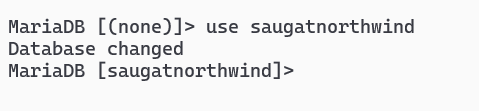 MariaDB [(none)]> use saugatnorthwind
Database changed
MariaDB [saugatnorthwind]>